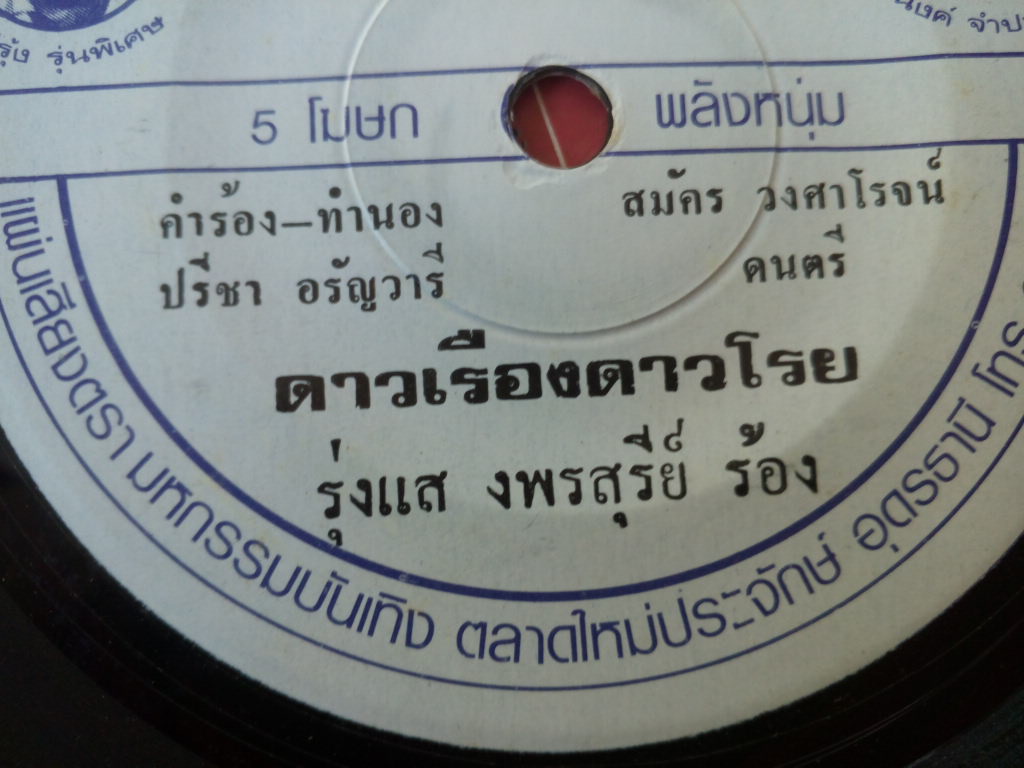 รุ่นพิเศษ
5 โฆษก พลังหนุ่ม
คำร้อง–ทำนอง
ปรีชา อรัญวารี
สมัคร วงศาโรจน์
ดนตรี
ดาวเรืองดาวโรย
รุ่งแส งพรสุรีย์ ร้อง
แผ่นเสียงตรา มหกรรมบันเทิง ตลาดใหม่ประจักษ์ อุดรธานี โทร